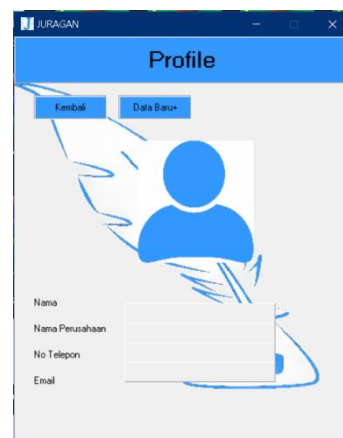 JURAGAN
Profile
Kembali
Data Baru+
Nama
Nama Perusahaan
No Telepon
Email